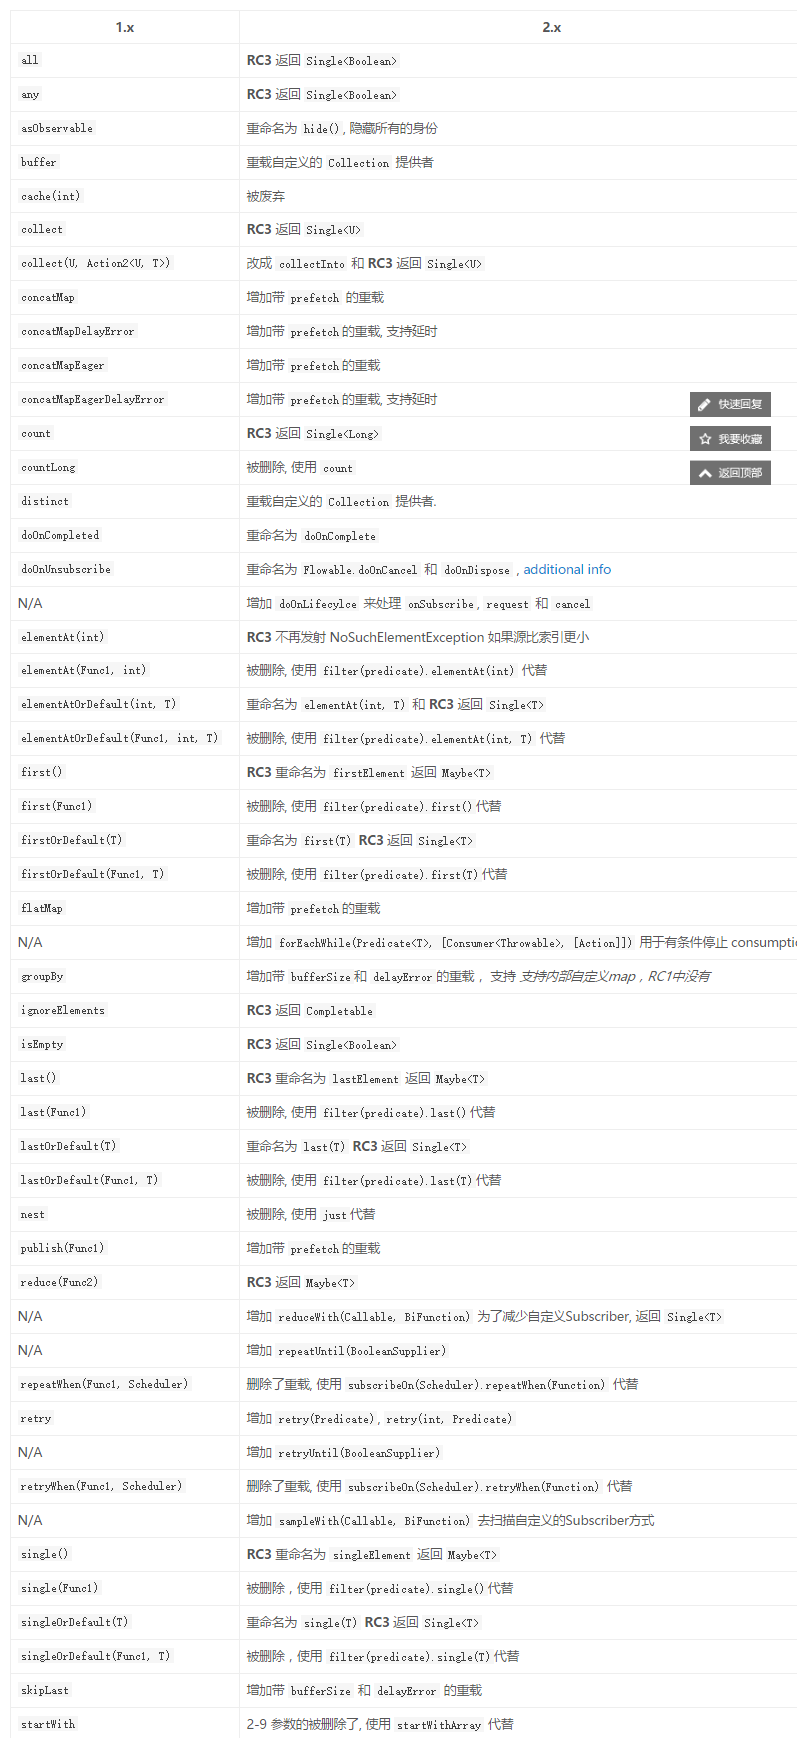 1.x 2.x
all RC3 返回 Single<Boolean>
any RC3 返回 Single<Boolean>
asObservable 重命名为 hide() , 隐藏所有的身份
buffer 重载自定义的 Collection 提供者
cache(int) 被废弃
collect RC3 返回 Single<U>
collect(U, Action2<U, T>) 改成 collectInto 和 RC3 返回 Single<U>
concatMap 增加带 prefetch 的重载
concatMapDelayError 增加带 prefetch 的重载, 支持延时
concatMapEager 增加带 prefetch 的重载
concatMapEagerDelayError 增加带 prefetch 的重载, 支持延时
快速回复
count RC3 返回 Single<Long>
我要收藏
countLong 被删除, 使用 count
返回顶部
distinct 重载自定义的 Collection 提供者.
doOnCompleted 重命名为 doOnComplete
doOnUnsubscribe 重命名为 Flowable.doOnCancel 和 doOnDispose , additional info
N/A 增加 doOnLifecylce 来处理 onSubscribe , request 和 cancel
elementAt(int) RC3 不再发射 NoSuchElementException 如果源比索引更小
elementAt(Func1, int) 被删除, 使用 filter(predicate).elementAt(int) 代替
elementAtOrDefault(int, T) 重命名为 elementAt(int, T) 和 RC3 返回 Single<T>
elementAtOrDefault(Func1, int, T) 被删除, 使用 filter(predicate).elementAt(int, T) 代替
first() RC3 重命名为 firstElement 返回 Maybe<T>
first(Func1) 被删除, 使用 filter(predicate).first() 代替
firstOrDefault(T) 重命名为 first(T) RC3 返回 Single<T>
firstOrDefault(Func1, T) 被删除, 使用 filter(predicate).first(T) 代替
flatMap 增加带 prefetch 的重载
N/A 增加 forEachWhile(Predicate<T>, [Consumer<Throwable>, [Action]]) 用于有条件停止 consumptio
groupBy 增加带 bufferSize 和 delayError 的重载， 支持 支持内部自定义map，RC1中没有
ignoreElements RC3 返回 Completable
isEmpty RC3 返回 Single<Boolean>
last() RC3 重命名为 lastElement 返回 Maybe<T>
last(Func1) 被删除, 使用 filter(predicate).last() 代替
lastOrDefault(T) 重命名为 last(T) RC3 返回 Single<T>
lastOrDefault(Func1, T) 被删除, 使用 filter(predicate).last(T) 代替
nest 被删除, 使用 just 代替
publish(Func1) 增加带 prefetch 的重载
reduce(Func2) RC3 返回 Maybe<T>
N/A 增加 reduceWith(Callable, BiFunction) 为了减少自定义Subscriber, 返回 Single<T>
N/A 增加 repeatUntil(BooleanSupplier)
repeatWhen(Func1, Scheduler) 删除了重载, 使用 subscribeOn(Scheduler).repeatWhen(Function) 代替
retry 增加 retry(Predicate) , retry(int, Predicate)
N/A 增加 retryUntil(BooleanSupplier)
retryWhen(Func1, Scheduler) 删除了重载, 使用 subscribeOn(Scheduler).retryWhen(Function) 代替
N/A 增加 sampleWith(Callable, BiFunction) 去扫描自定义的Subscriber方式
single() RC3 重命名为 singleElement 返回 Maybe<T>
single(Func1) 被删除，使用 filter(predicate).single() 代替
singleOrDefault(T) 重命名为 single(T) RC3 返回 Single<T>
singleOrDefault(Func1, T) 被删除，使用 filter(predicate).single(T) 代替
skipLast 增加带 bufferSize 和 delayError 的重载
startWith 2-9 参数的被删除了, 使用 startWithArray 代替